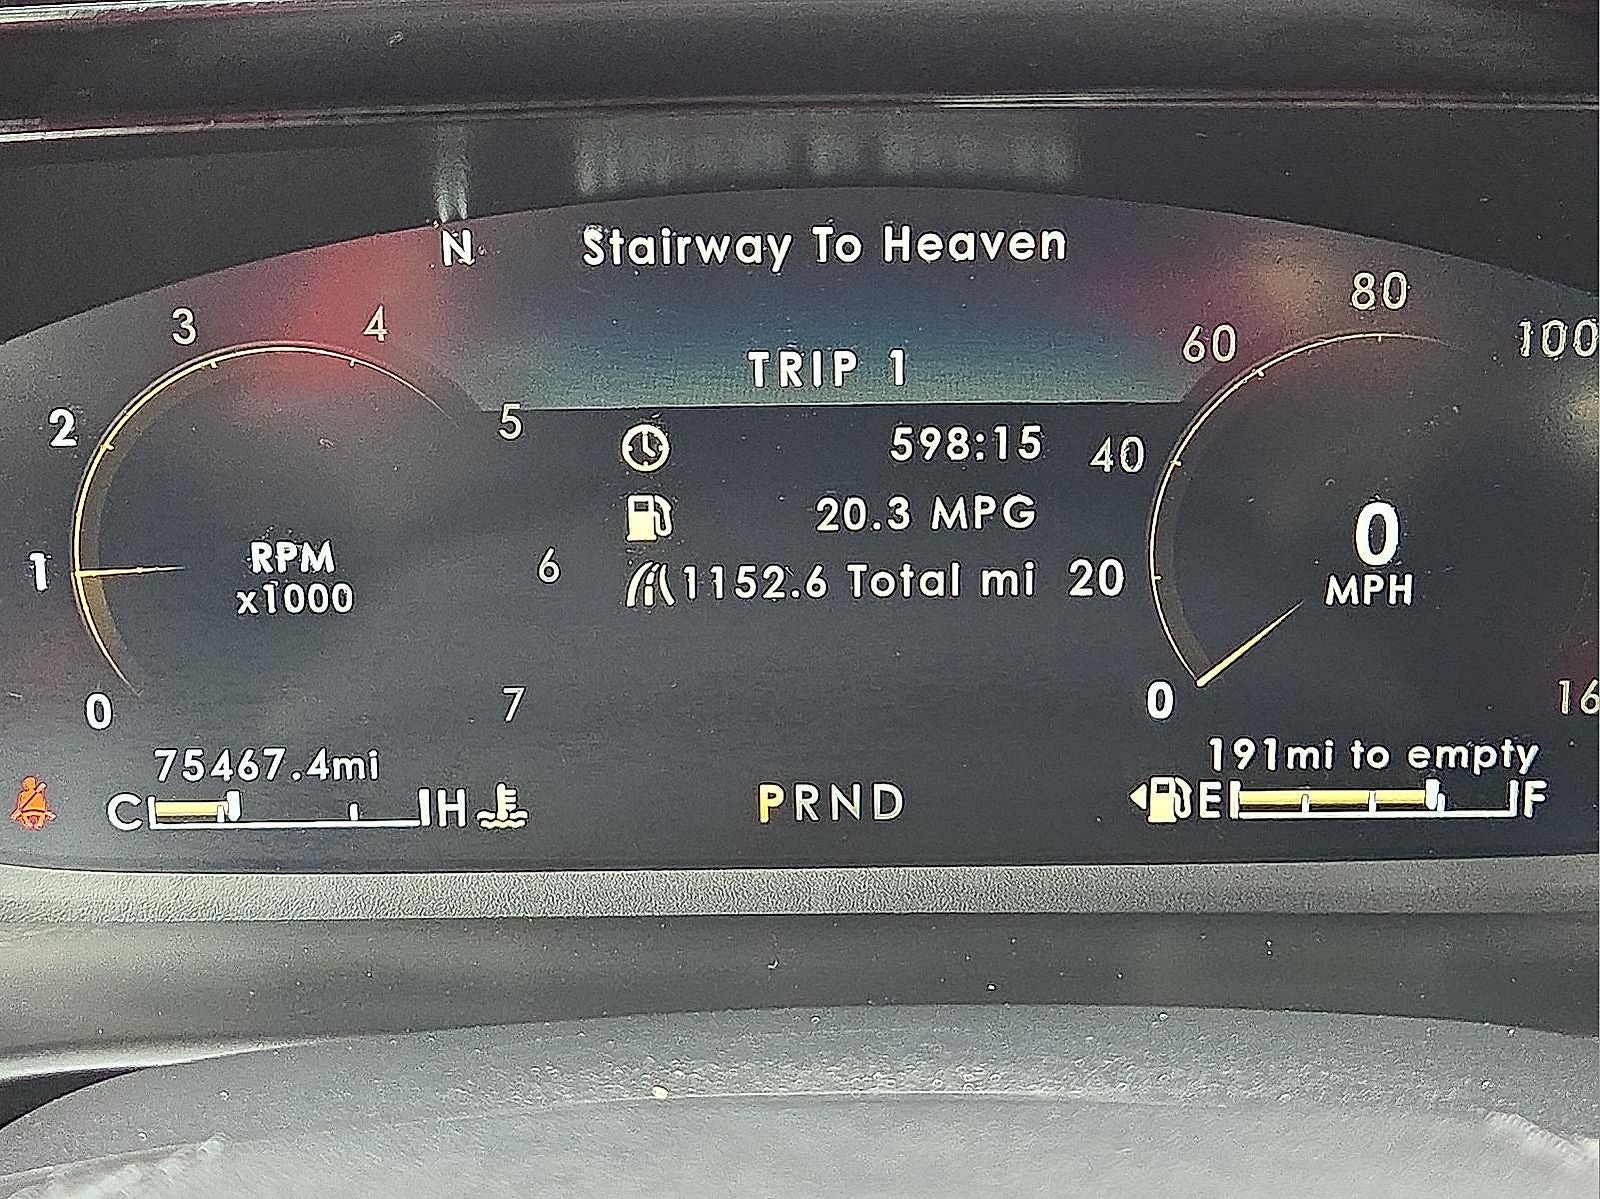 N Stairway To Heaven
TRIP 1
598:15
20.3 MPG
1152.6 Total mi
0 1 2 3 4 5 6 7
RPM
x1000
0 20 40 60 80 100 16
0
MPH
75467.4mi
C H
PRND
191mi to empty
E F